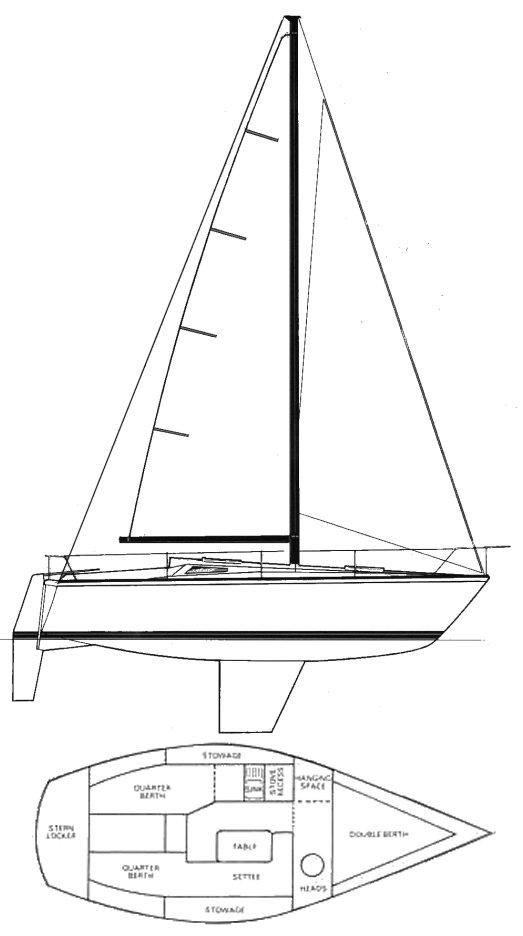 STOWAGE
QUARTER
BERTH
SINK
STOVE
RECESS
HANGING
SPACE
STERN
LOCKER
TABLE
DOUBLE BERTH
QUARTER
BERTH
SETTEE
HEADS
STOWAGE